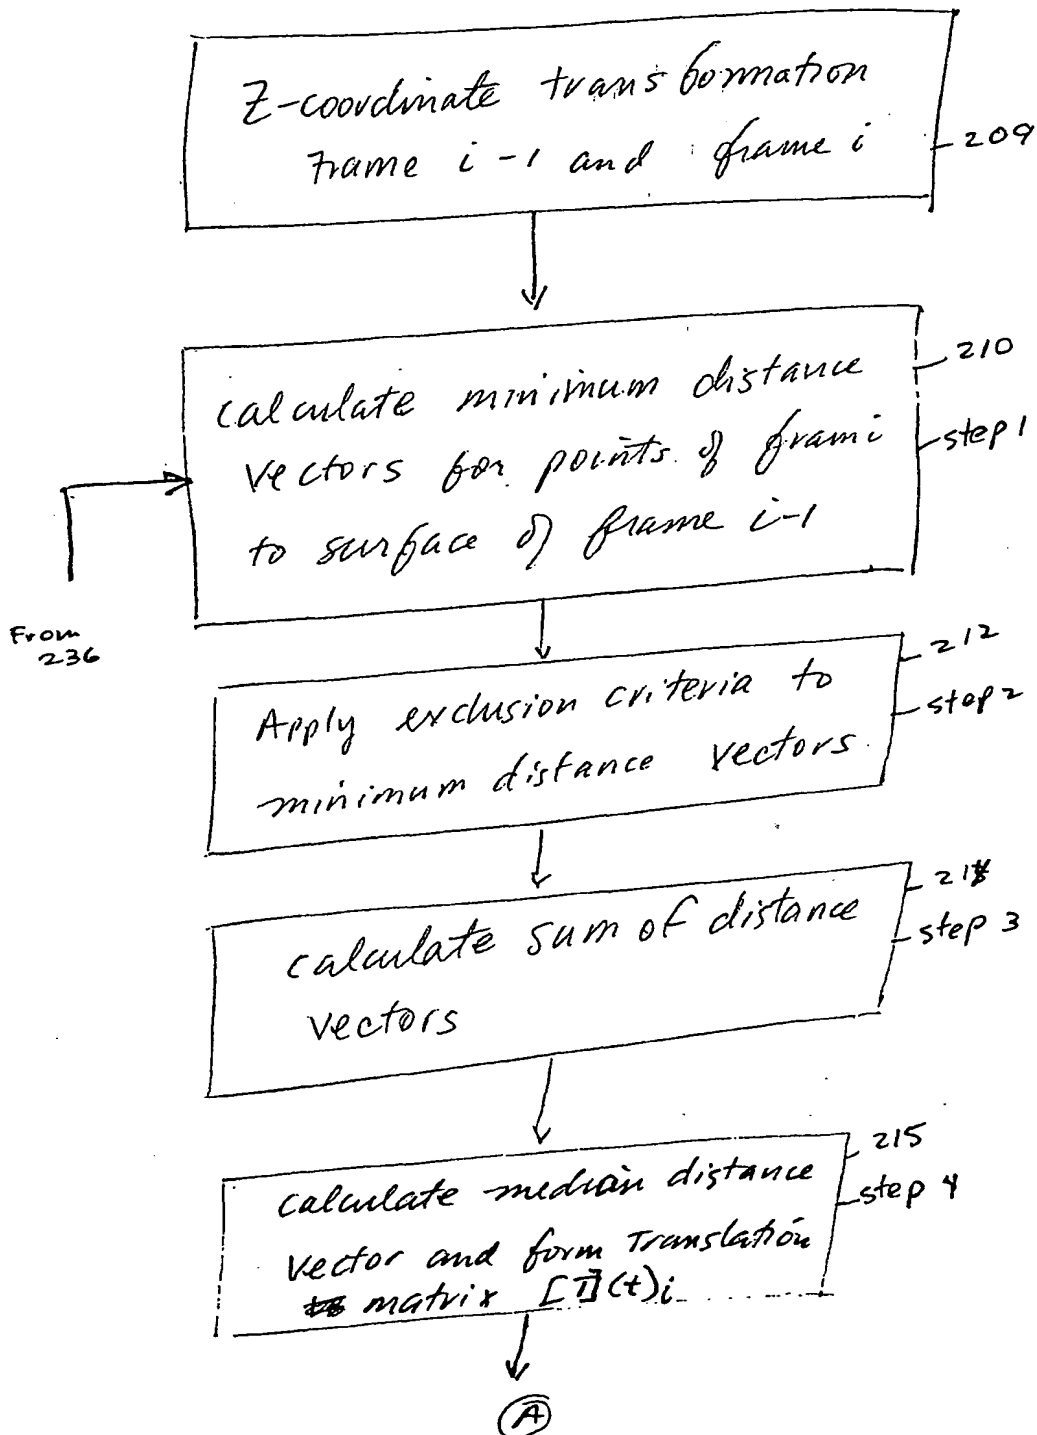 Z-coordinate transformation
Frame i-1 and frame i
209
210
calculate minimum distance
vectors for points of frami
step 1
to surface of frame i-1
From
236
212
Apply exclusion criteria to
step 2
minimum distance vectors
calculate sum of distance
step 3
vectors
215
calculate median distance
step 4
vector and form Translation
matrix [T](t)i
A